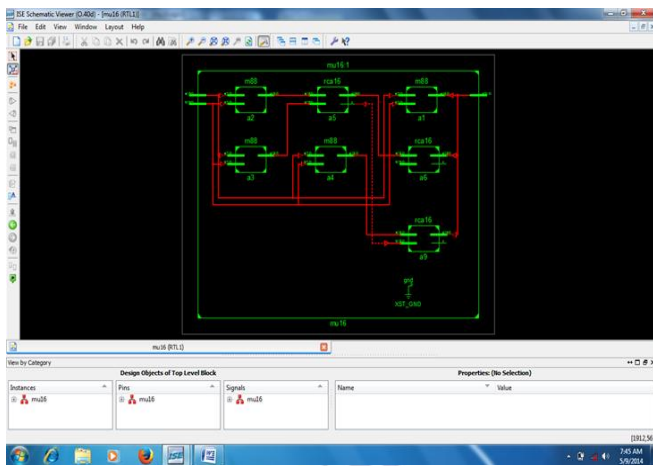 ISE Schematic Viewer (O.40d) - [mu16 (RTL1)]
File Edit View Window Layout Help
mu16:1
m88 rca16 m88
a2 a5 a1
m88 m88 rca16
a3 a4 a6
rca16
a9
gnd
XST_GND
mu16
mu16 (RTL1)
View by Category
Design Objects of Top Level Block Properties: (No Selection)
Instances Pins Signals Name Value
mu16 mu16 mu16
[1912,56
ISE
7:45 AM
5/9/2014